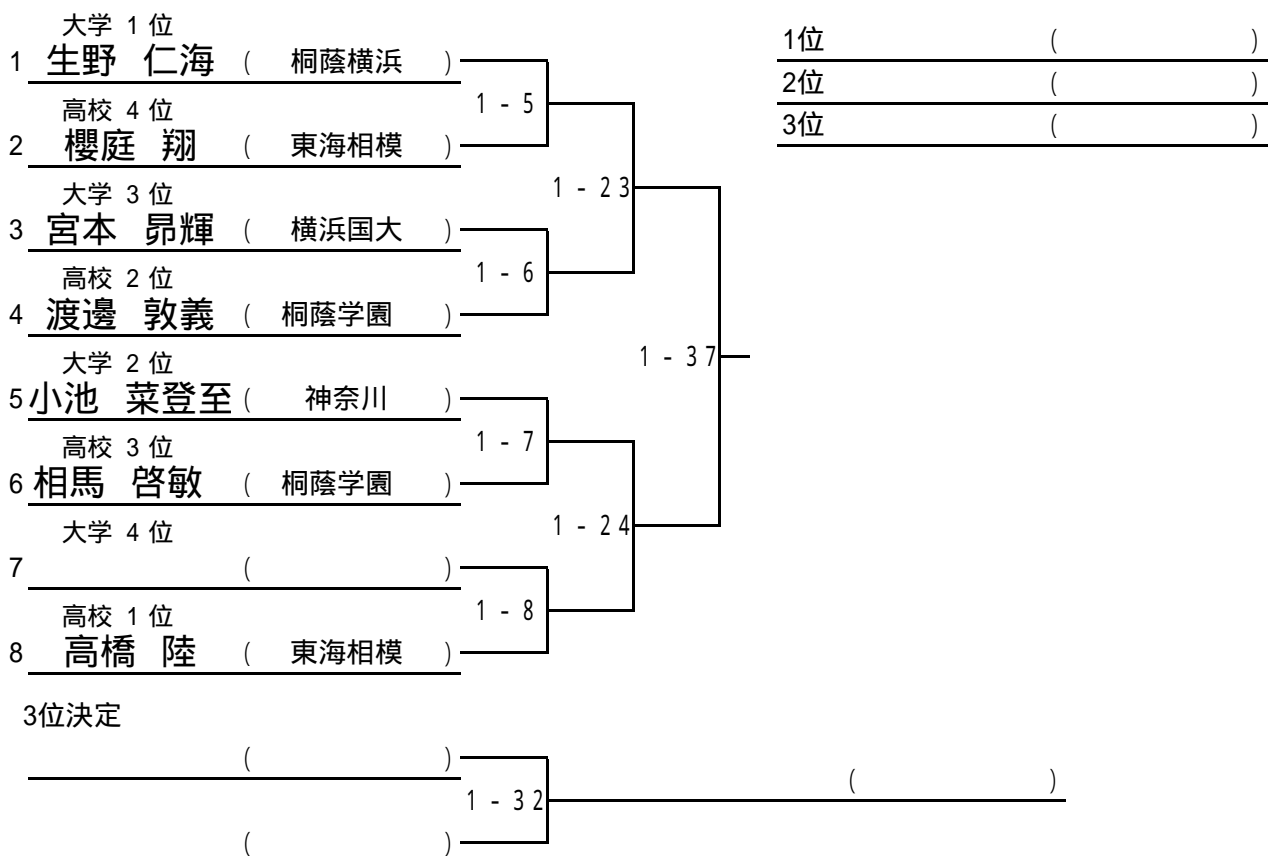 大学 1 位
1 生野 仁海 ( 桐蔭横浜 )
1 - 5
高校 4 位
2 櫻庭 翔 ( 東海相模 )
1 - 23
大学 3 位
3 宮本 昴輝 ( 横浜国大 )
1 - 6
高校 2 位
4 渡邊 敦義 ( 桐蔭学園 )
1 - 37
大学 2 位
5 小池 菜登至 ( 神奈川 )
1 - 7
高校 3 位
6 相馬 啓敏 ( 桐蔭学園 )
1 - 24
大学 4 位
7 ( )
1 - 8
高校 1 位
8 高橋 陸 ( 東海相模 )
1位 ( )
2位 ( )
3位 ( )
3位決定
( )
1 - 32
( )
( )